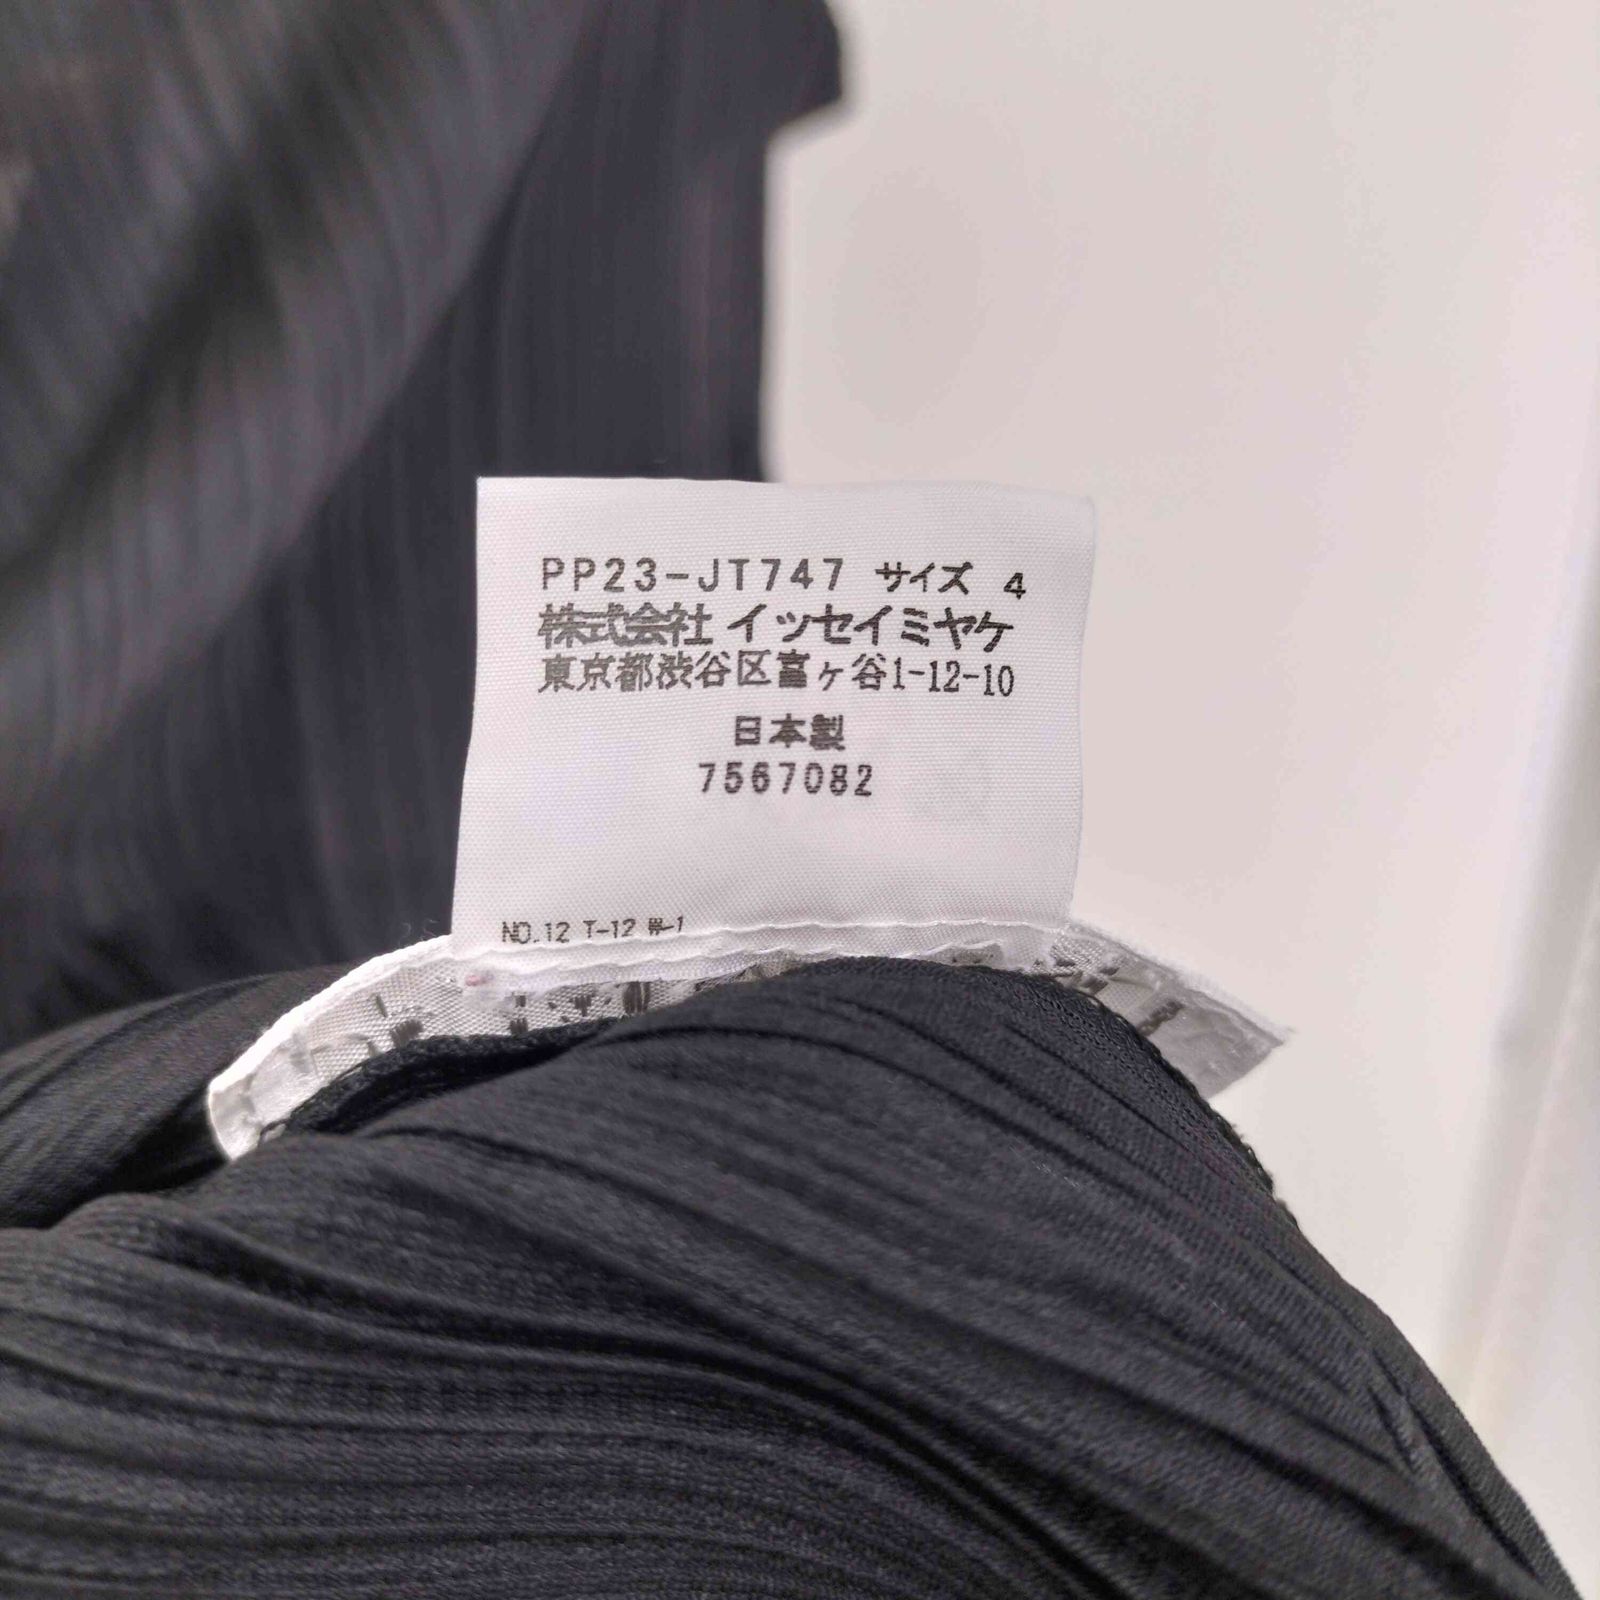 PP23-JT747 サイズ 4
株式会社 イッセイミヤケ
東京都渋谷区富ヶ谷1-12-10
日本製
7567082
NO.12 T-12 W-1